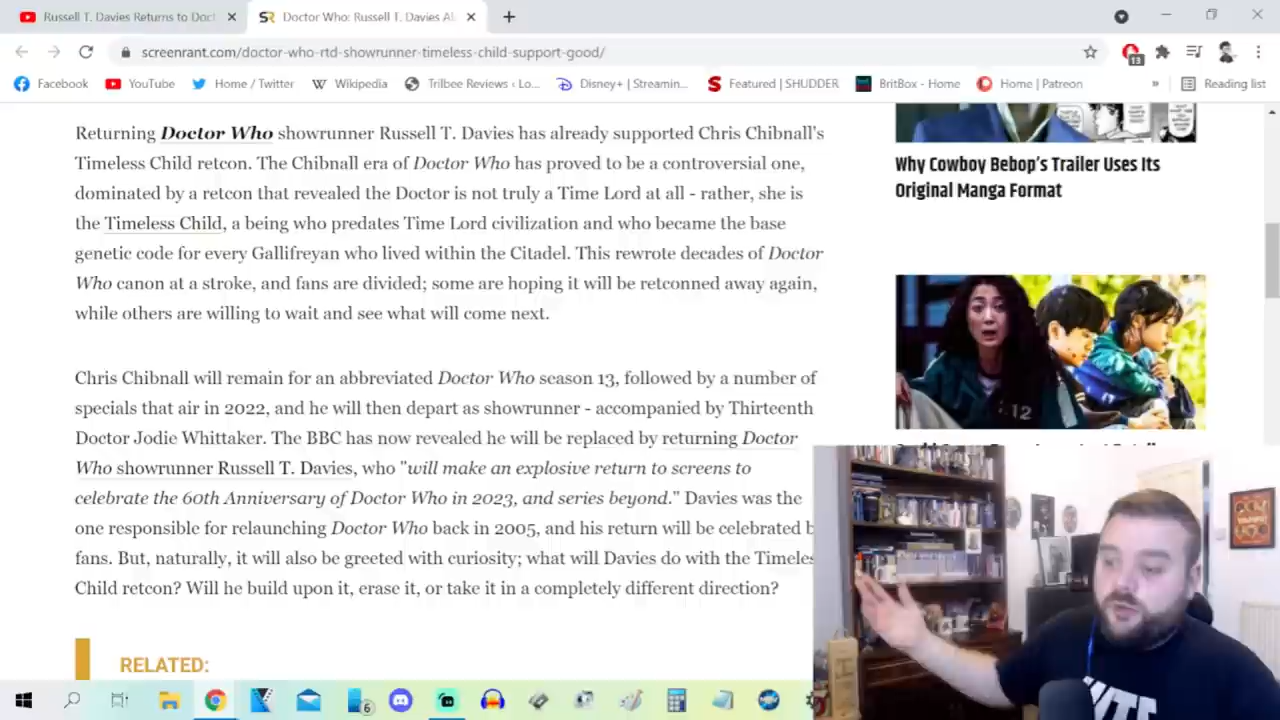 Russell T. Davies Returns to Doct
Doctor Who: Russell T. Davies Al
screenrant.com/doctor-who-rtd-showrunner-timeless-child-support-good/
13
Facebook
YouTube
Home / Twitter
Wikipedia
Trilbee Reviews ‹ Lo...
Disney+ | Streamin...
Featured | SHUDDER
BritBox - Home
Home | Patreon
»
Reading list
Returning Doctor Who showrunner Russell T. Davies has already supported Chris Chibnall's
Timeless Child retcon. The Chibnall era of Doctor Who has proved to be a controversial one,
dominated by a retcon that revealed the Doctor is not truly a Time Lord at all - rather, she is
the Timeless Child, a being who predates Time Lord civilization and who became the base
genetic code for every Gallifreyan who lived within the Citadel. This rewrote decades of Doctor
Who canon at a stroke, and fans are divided; some are hoping it will be retconned away again,
while others are willing to wait and see what will come next.
Chris Chibnall will remain for an abbreviated Doctor Who season 13, followed by a number of
specials that air in 2022, and he will then depart as showrunner - accompanied by Thirteenth
Doctor Jodie Whittaker. The BBC has now revealed he will be replaced by returning Doctor
Who showrunner Russell T. Davies, who "will make an explosive return to screens to
celebrate the 60th Anniversary of Doctor Who in 2023, and series beyond." Davies was the
one responsible for relaunching Doctor Who back in 2005, and his return will be celebrated b
fans. But, naturally, it will also be greeted with curiosity; what will Davies do with the Timeles
Child retcon? Will he build upon it, erase it, or take it in a completely different direction?
RELATED:
Why Cowboy Bebop's Trailer Uses Its
Original Manga Format
12
6